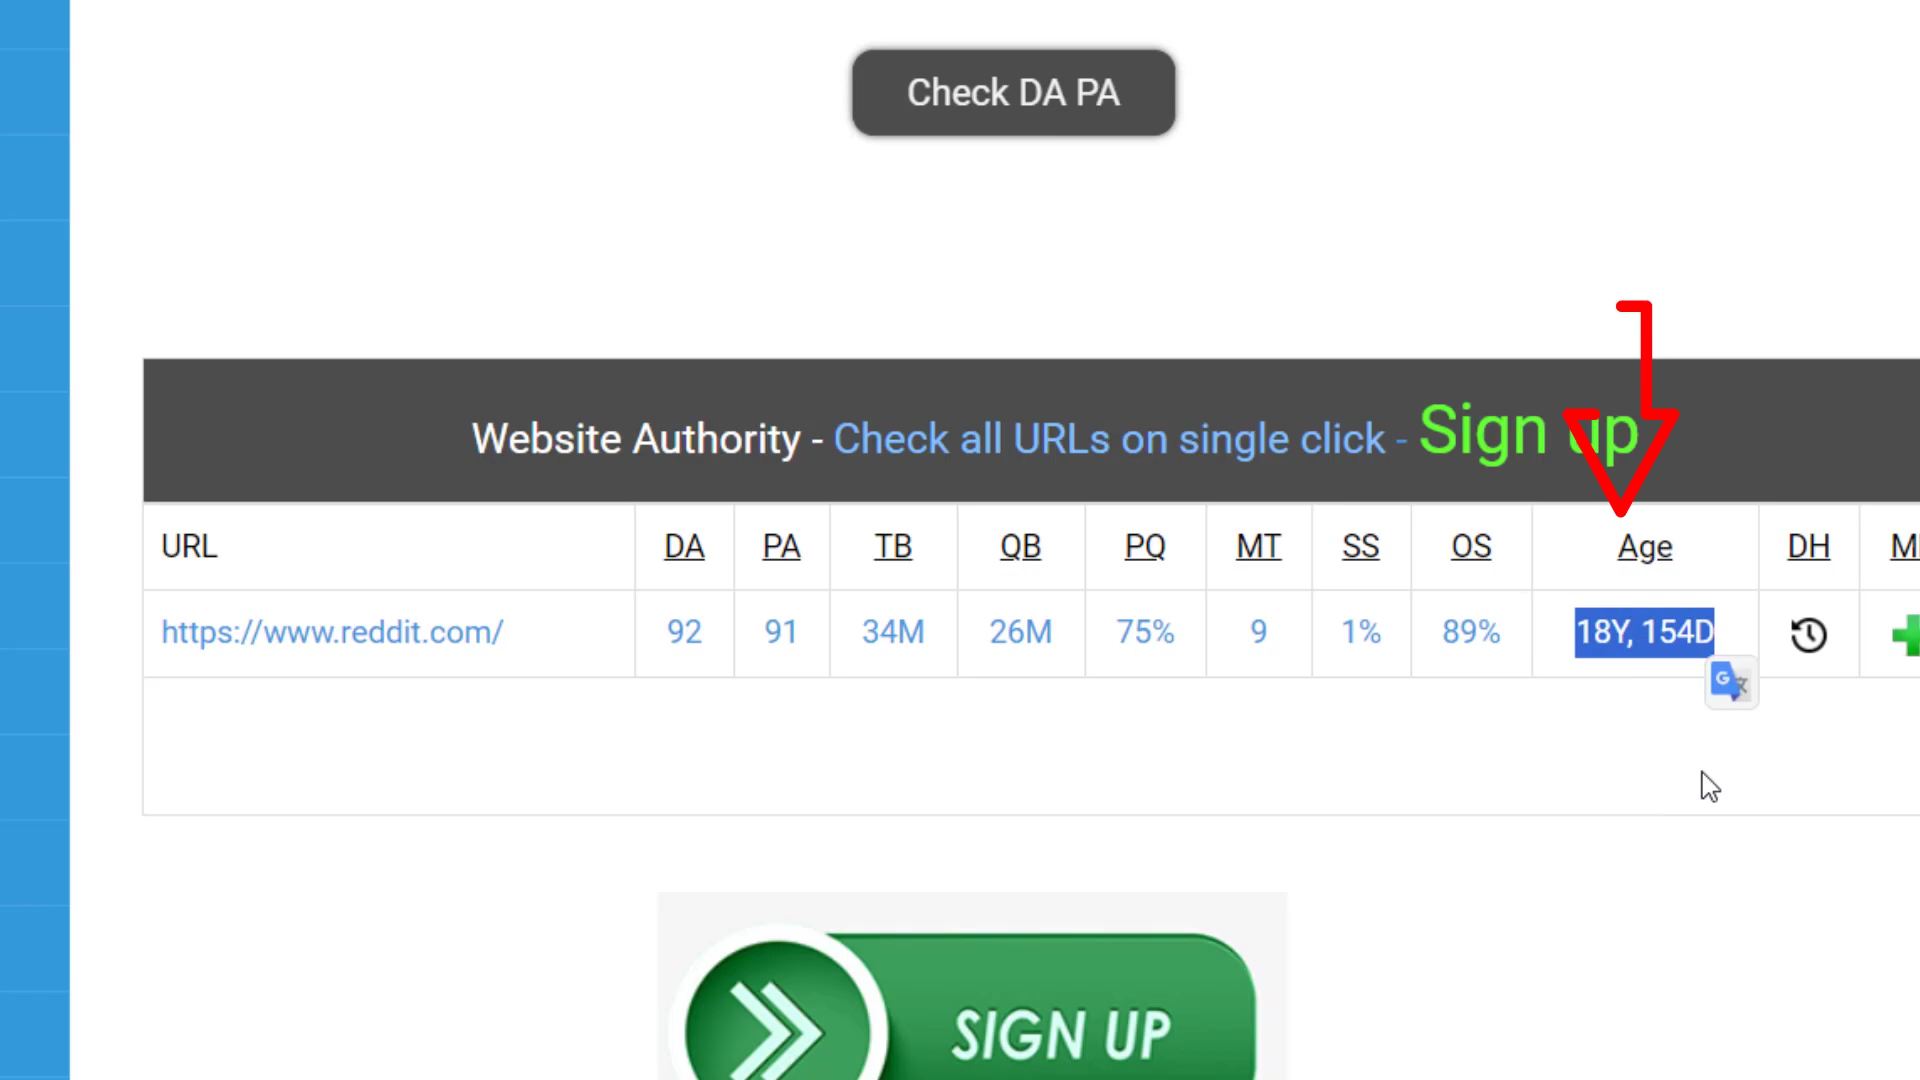 Check DA PA
Website Authority - Check all URLs on single click - Sign up
URL DA PA TB QB PQ MT SS OS Age DH
https://www.reddit.com/ 92 91 34M 26M 75% 9 1% 89% 18Y, 154D
SIGN UP